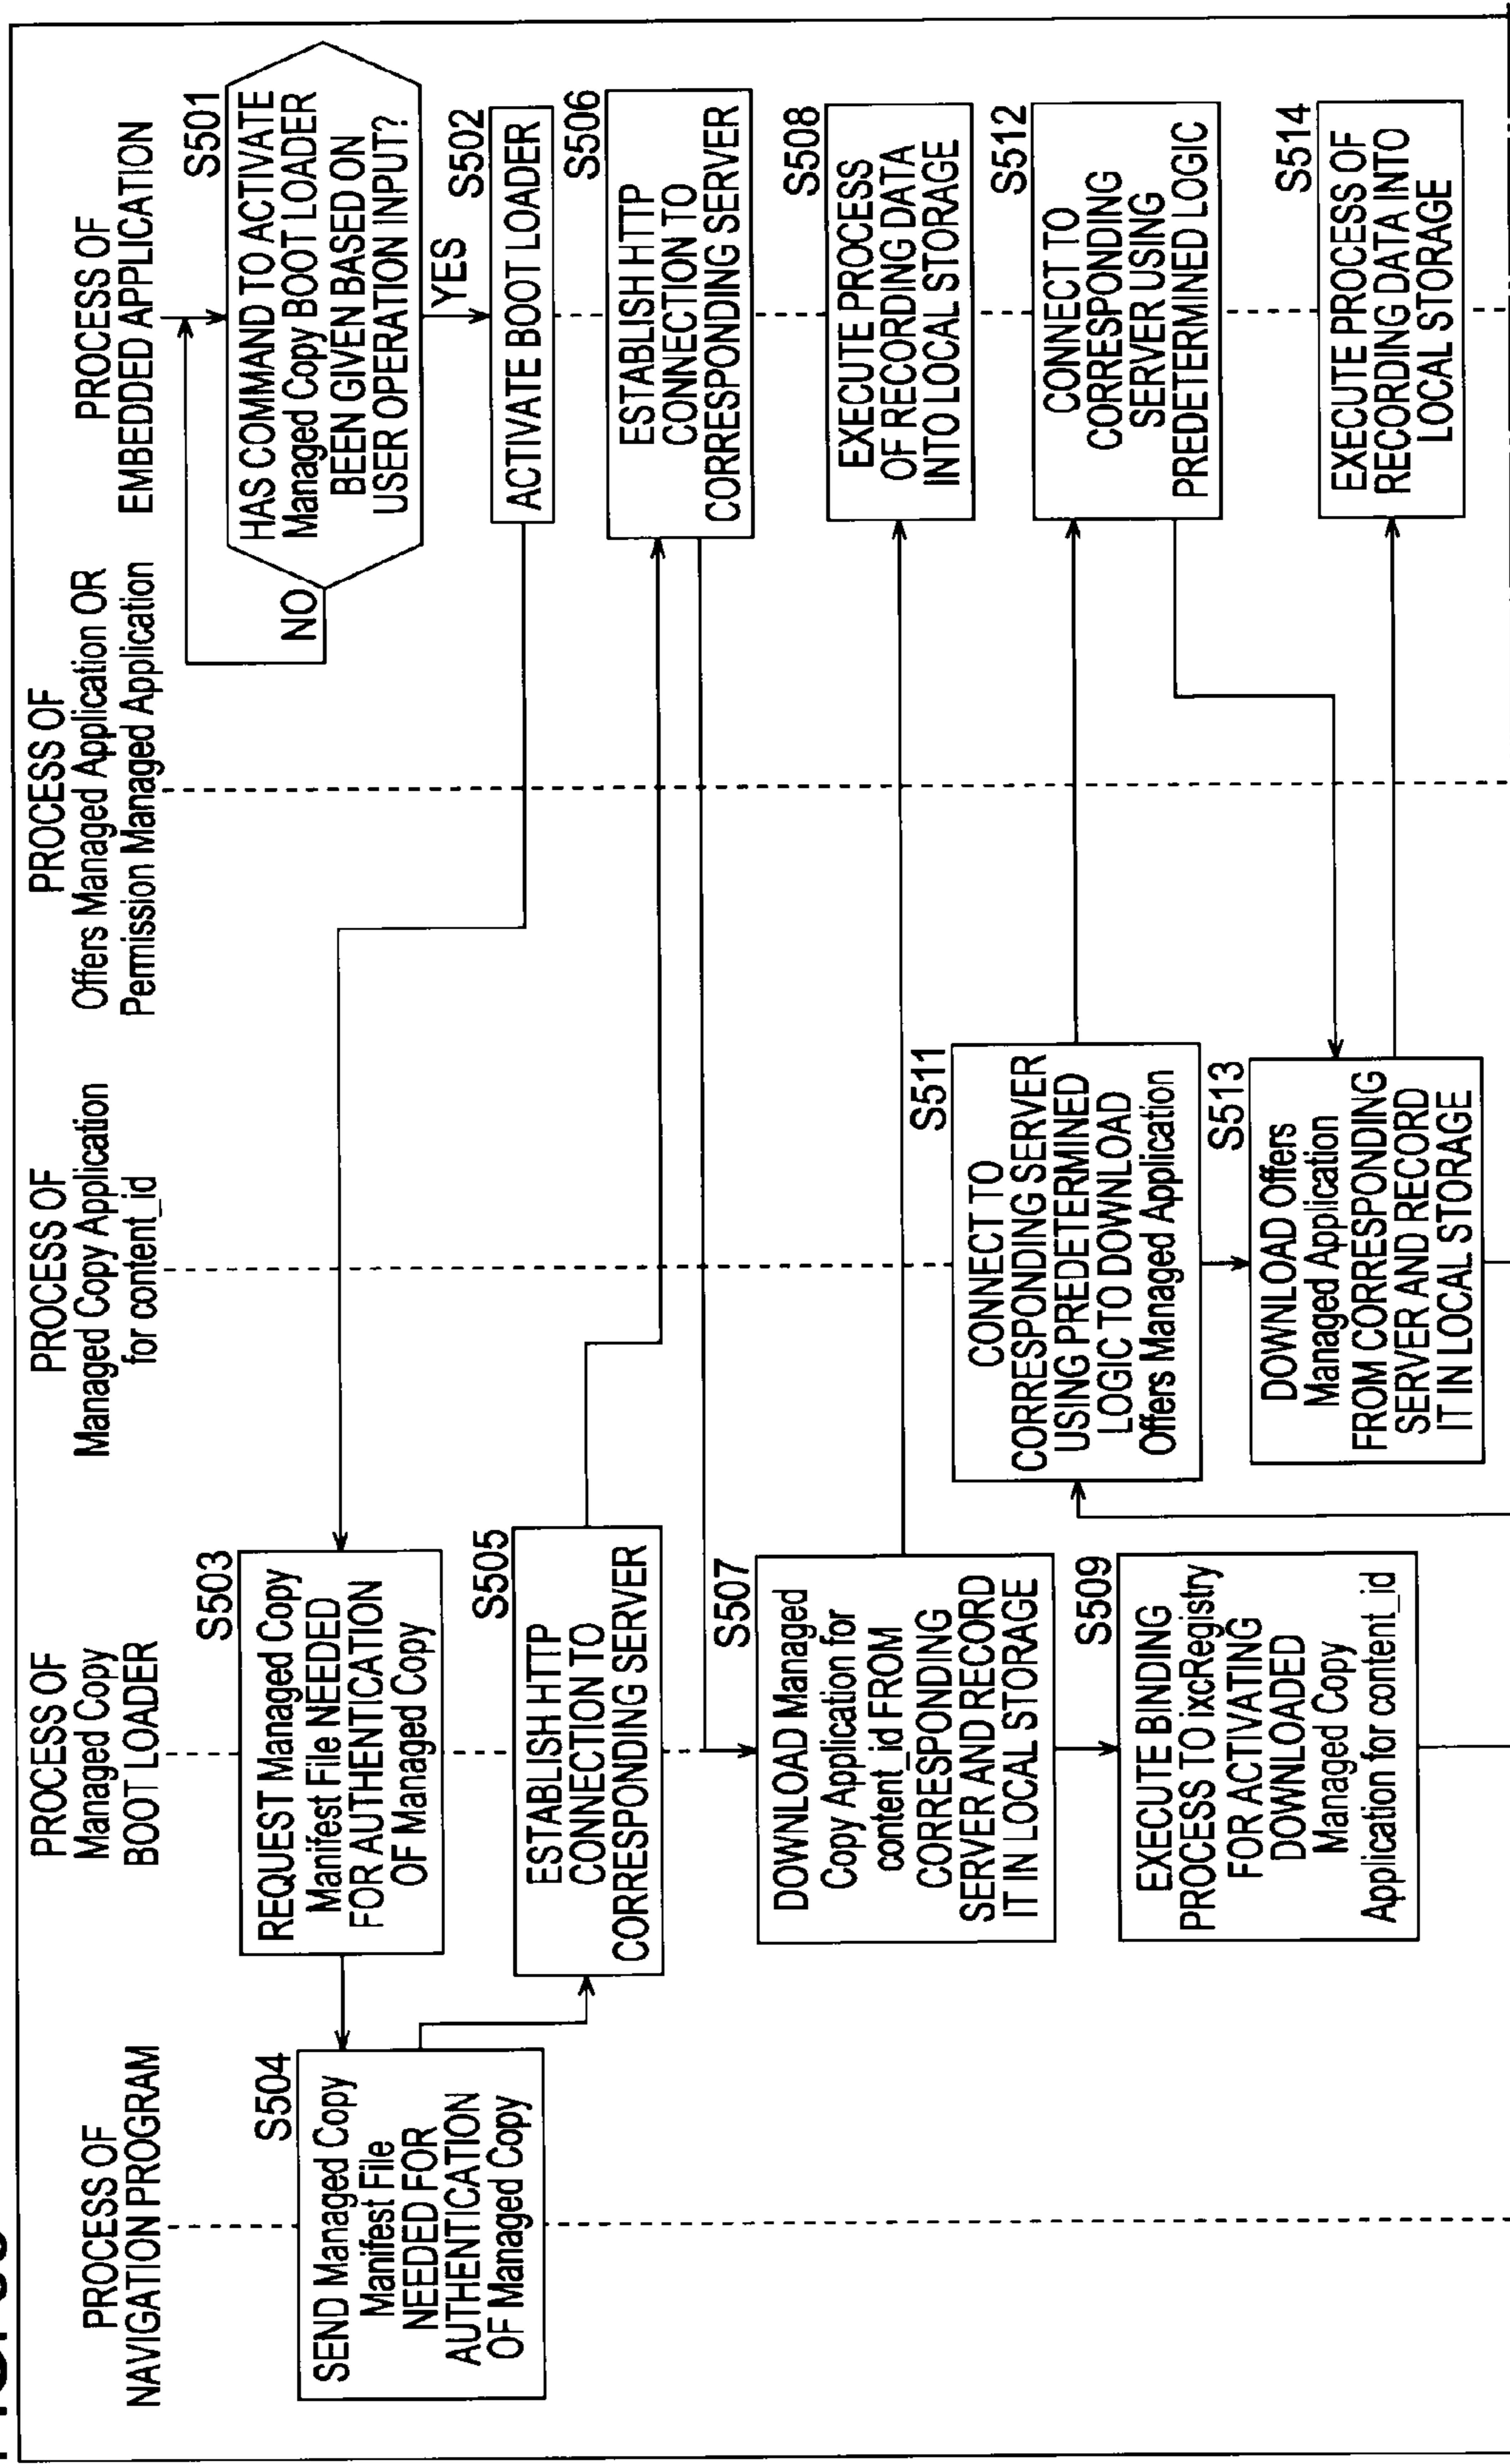 PROCESS OF
NAVIGATION PROGRAM
PROCESS OF
Managed Copy
BOOT LOADER
PROCESS OF
Managed Copy Application
for content_id
PROCESS OF
Offers Managed Application OR
Permission Managed Application
PROCESS OF
EMBEDDED APPLICATION
S501
HAS COMMAND TO ACTIVATE
Managed Copy BOOT LOADER
BEEN GIVEN BASED ON
USER OPERATION INPUT?
NO
YES
S502
ACTIVATE BOOT LOADER
S503
REQUEST Managed Copy
Manifest File NEEDED
FOR AUTHENTICATION
OF Managed Copy
S504
SEND Managed Copy
Manifest File
NEEDED FOR
AUTHENTICATION
OF Managed Copy
S505
ESTABLISH HTTP
CONNECTION TO
CORRESPONDING SERVER
S506
ESTABLISH HTTP
CONNECTION TO
CORRESPONDING SERVER
S507
DOWNLOAD Managed
Copy Application for
content_id FROM
CORRESPONDING
SERVER AND RECORD
IT IN LOCAL STORAGE
S508
EXECUTE PROCESS
OF RECORDING DATA
INTO LOCAL STORAGE
S509
EXECUTE BINDING
PROCESS TO ixcRegistry
FOR ACTIVATING
DOWNLOADED
Managed Copy
Application for content_id
S511
CONNECT TO
CORRESPONDING SERVER
USING PREDETERMINED
LOGIC TO DOWNLOAD
Offers Managed Application
S512
CONNECT TO
CORRESPONDING
SERVER USING
PREDETERMINED LOGIC
S513
DOWNLOAD Offers
Managed Application
FROM CORRESPONDING
SERVER AND RECORD
IT IN LOCAL STORAGE
S514
EXECUTE PROCESS OF
RECORDING DATA INTO
LOCAL STORAGE